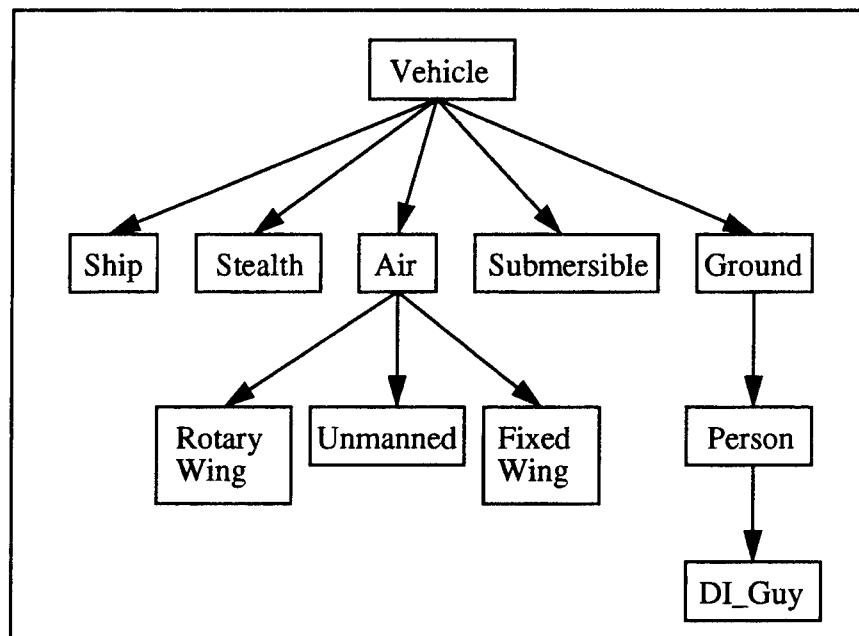 Vehicle
Ship
Stealth
Air
Submersible
Ground
Rotary
Wing
Unmanned
Fixed
Wing
Person
DI_Guy